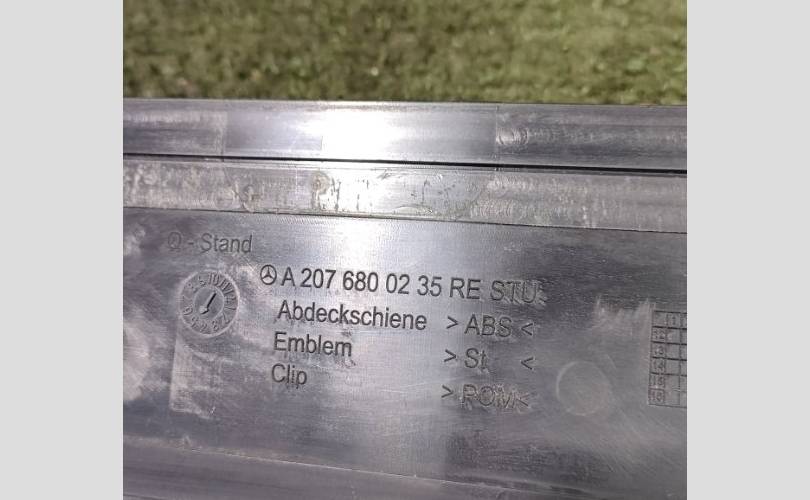 Q - Stand
A 207 680 02 35 RE STU
Abdeckschiene > ABS <
Emblem > St <
Clip > POM <